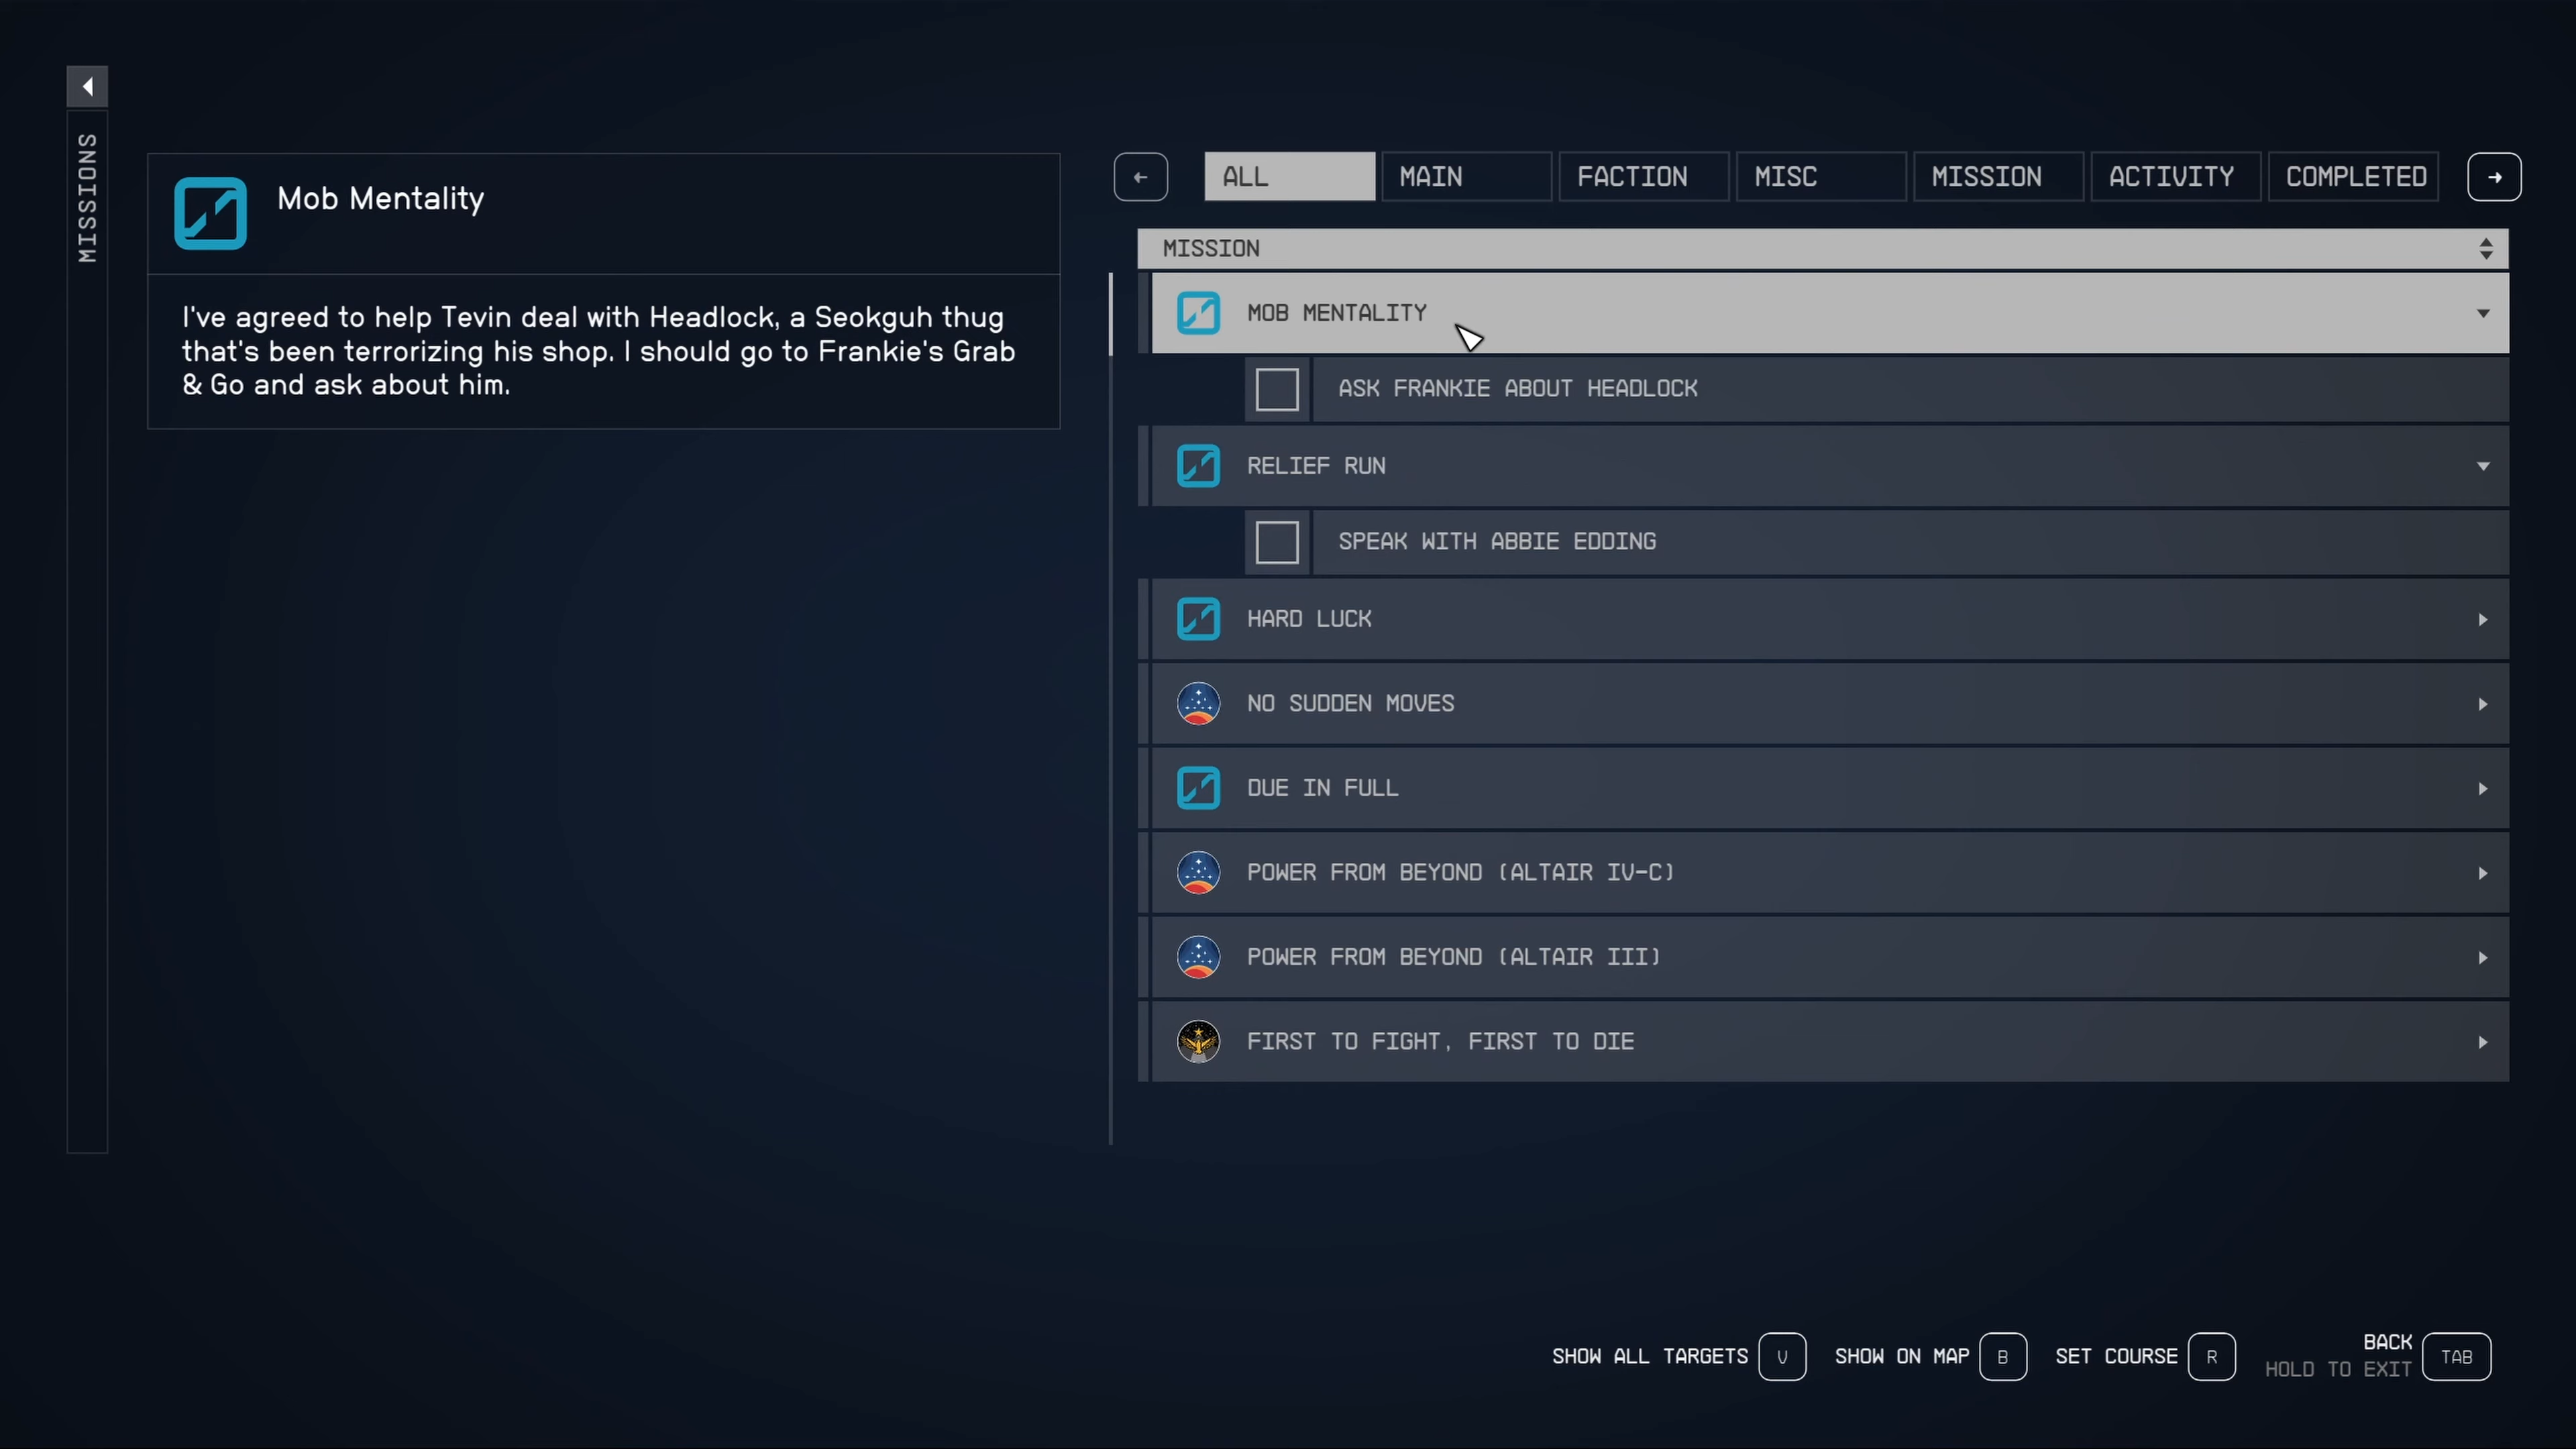 MISSIONS
Mob Mentality
I've agreed to help Tevin deal with Headlock, a Seokguh thug
that's been terrorizing his shop. I should go to Frankie's Grab
& Go and ask about him.
ALL MAIN FACTION MISC MISSION ACTIVITY COMPLETED
MISSION
MOB MENTALITY
ASK FRANKIE ABOUT HEADLOCK
RELIEF RUN
SPEAK WITH ABBIE EDDING
HARD LUCK
NO SUDDEN MOVES
DUE IN FULL
POWER FROM BEYOND (ALTAIR IV-C)
POWER FROM BEYOND (ALTAIR III)
FIRST TO FIGHT, FIRST TO DIE
SHOW ALL TARGETS V SHOW ON MAP B SET COURSE R BACK TAB
HOLD TO EXIT